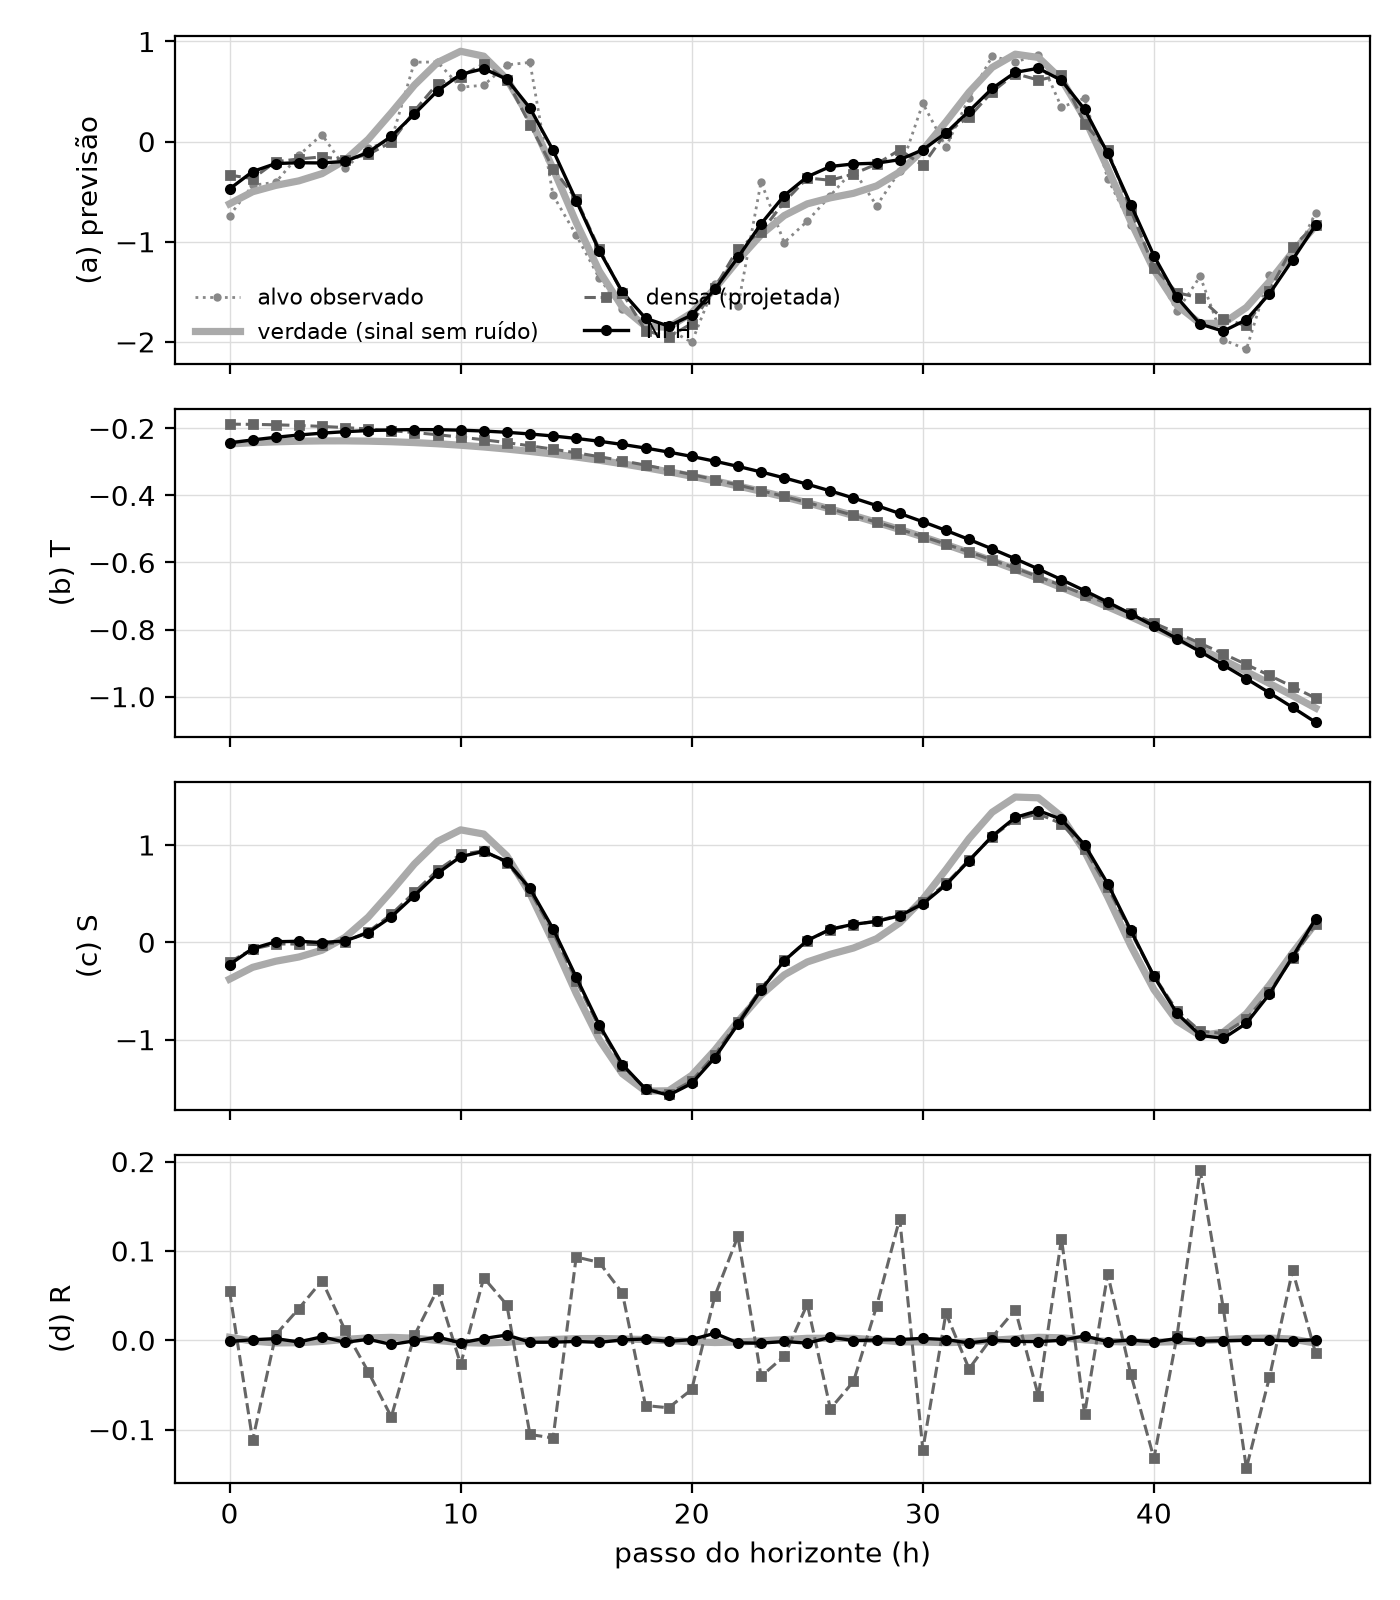 1
0
−1
−2
(a) previsão
alvo observado
verdade (sinal sem ruído)
densa (projetada)
−0.2
−0.4
−0.6
−0.8
−1.0
(b) T
1
0
−1
(c) S
0.2
0.1
0.0
−0.1
(d) R
0 10 20 30 40
passo do horizonte (h)